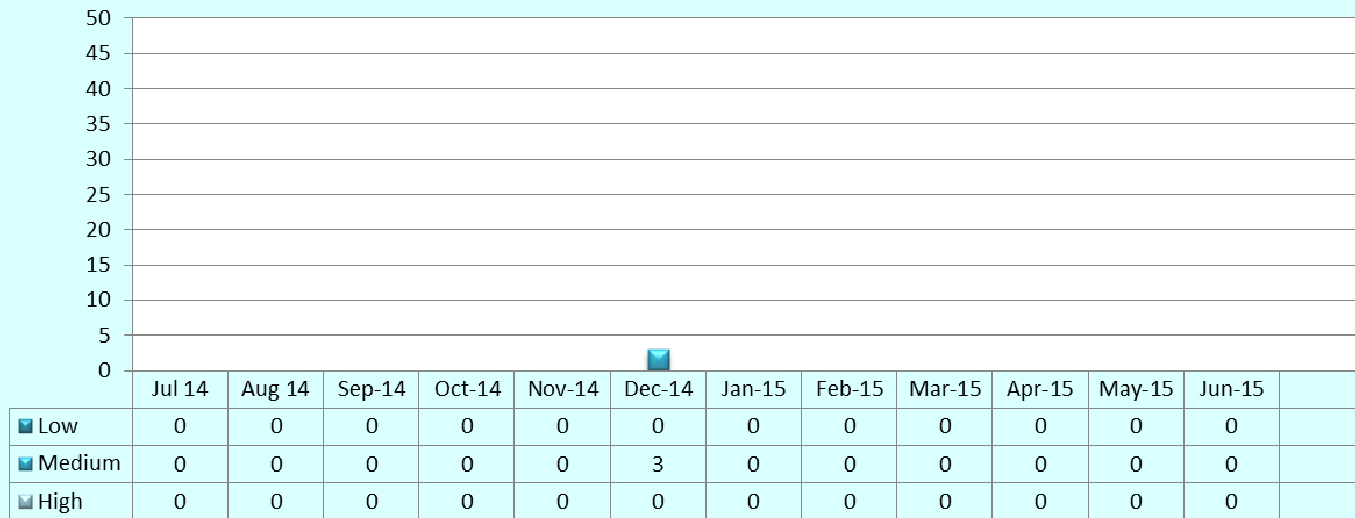 50
45
40
35
30
25
20
15
10
5
0
Jul 14 Aug 14 Sep-14 Oct-14 Nov-14 Dec-14 Jan-15 Feb-15 Mar-15 Apr-15 May-15 Jun-15
Low 0 0 0 0 0 0 0 0 0 0 0 0
Medium 0 0 0 0 0 3 0 0 0 0 0 0
High 0 0 0 0 0 0 0 0 0 0 0 0